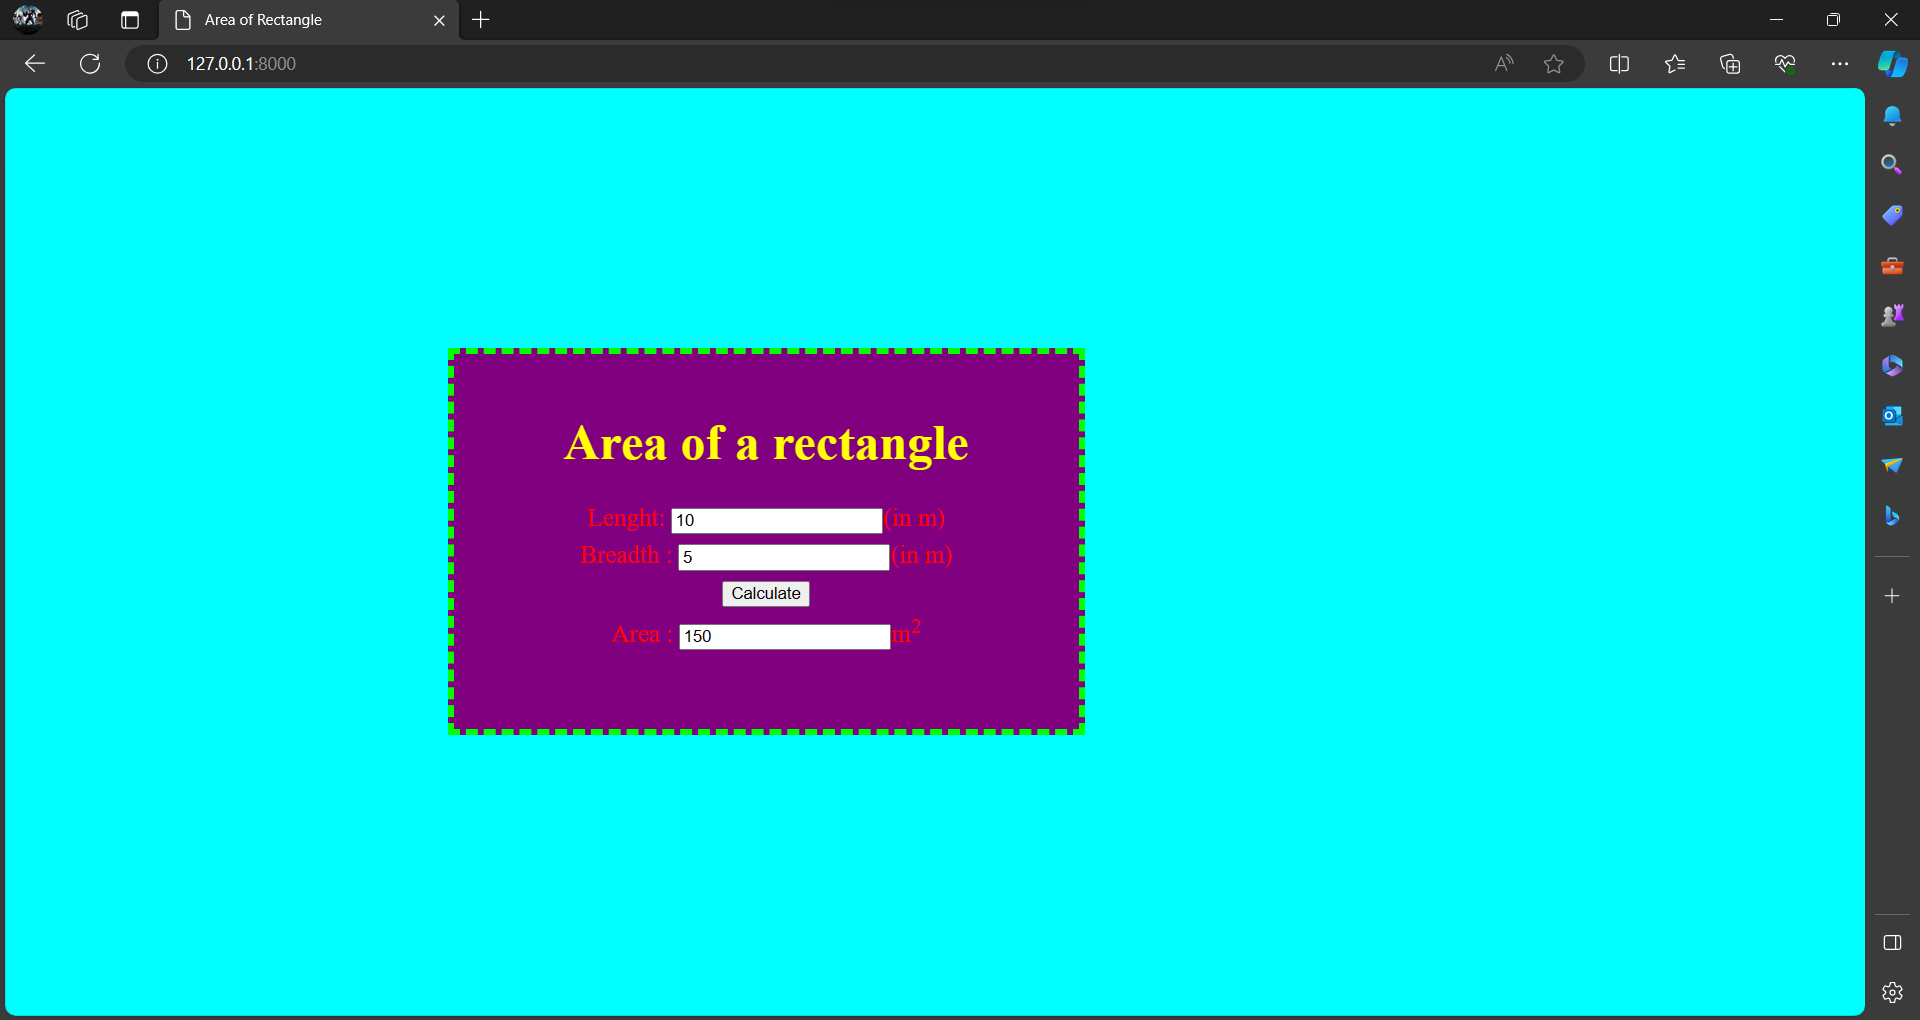 Area of Rectangle
127.0.0.1:8000
Area of a rectangle
Lenght: 10 (in m)
Breadth : 5 (in m)
Calculate
Area : 150 m²